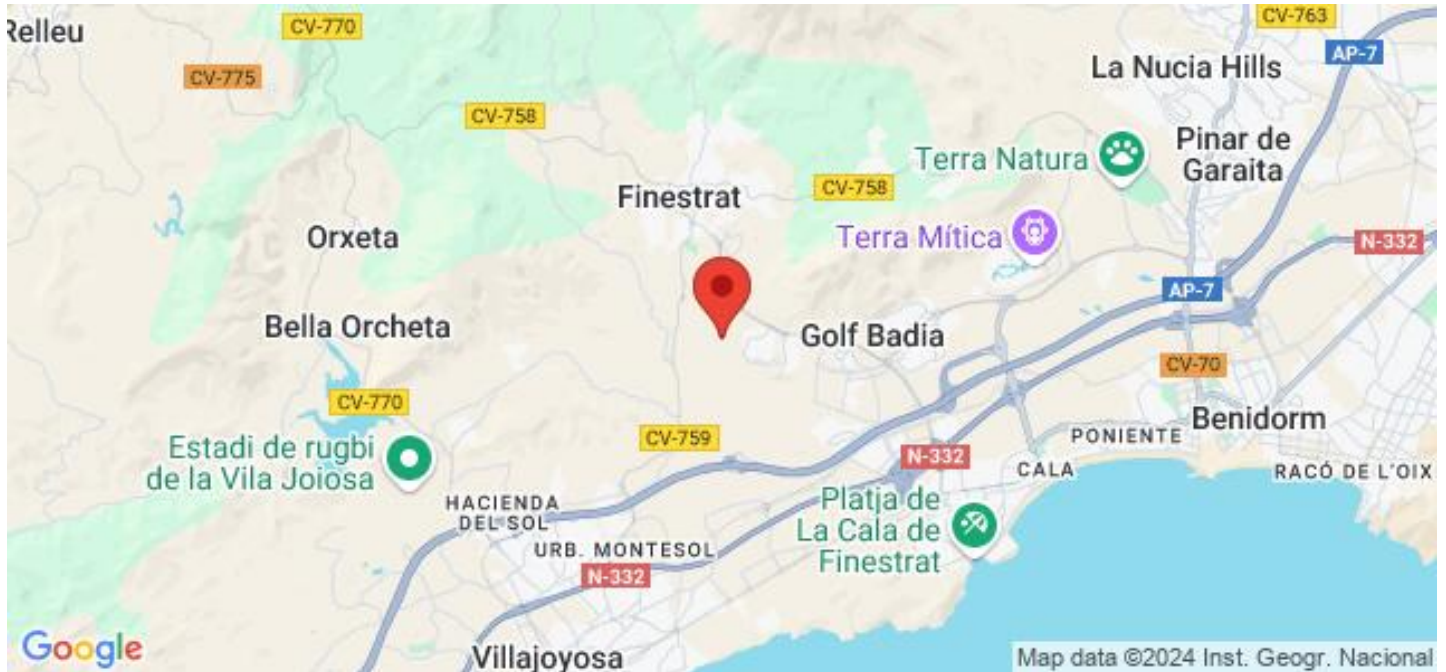 Relleu
CV-770
CV-763
AP-7
CV-775
La Nucia Hills
CV-758
Terra Natura
Pinar de
Garaita
Finestrat
CV-758
Orxeta
Terra Mítica
N-332
AP-7
Bella Orcheta
Golf Badia
CV-70
CV-770
Benidorm
Estadi de rugbi
de la Vila Joiosa
CV-759
PONIENTE
N-332
CALA
RACÓ DE L'OIX
HACIENDA
DEL SOL
Platja de
La Cala de
Finestrat
URB. MONTESOL
N-332
Google
Villajoyosa
Map data ©2024 Inst. Geogr. Nacional